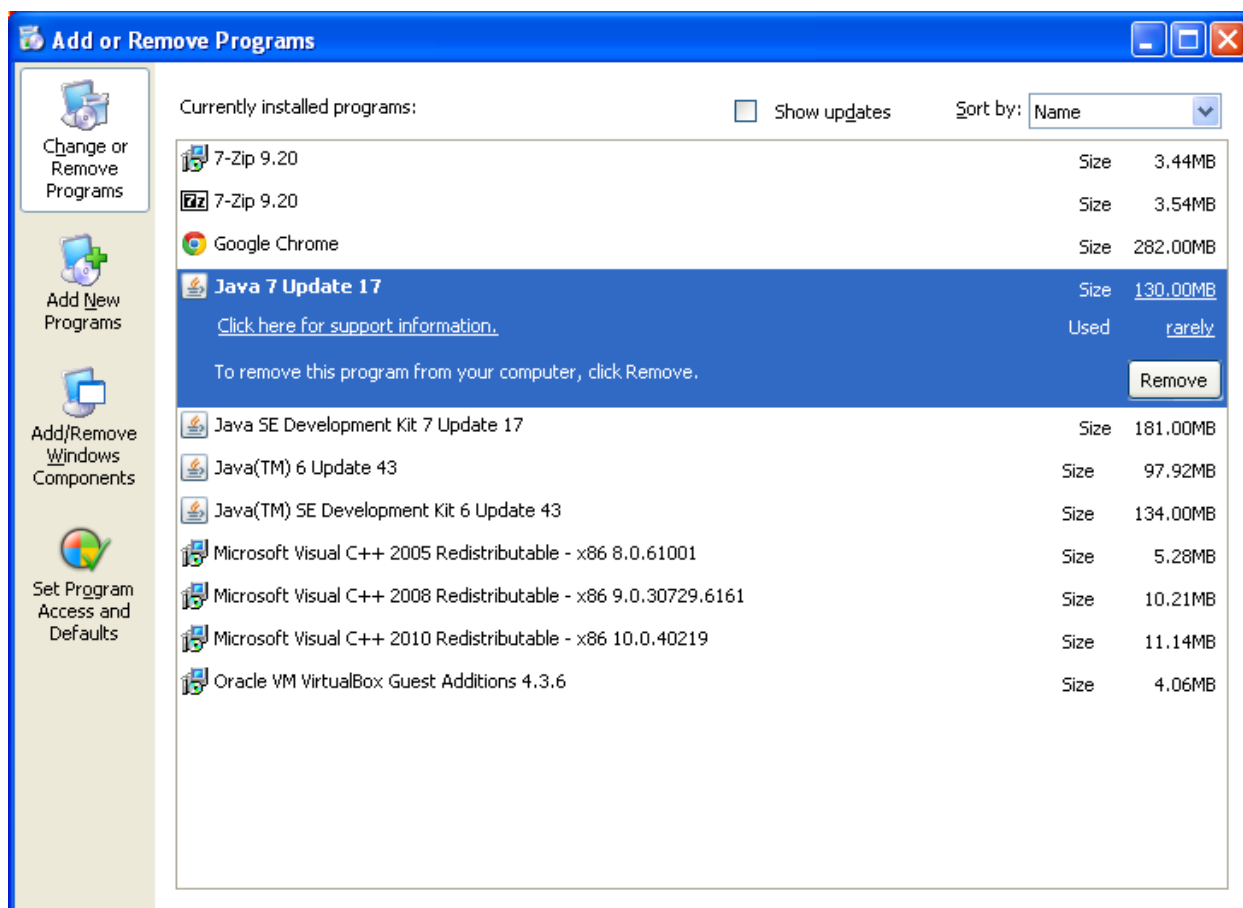 Add or Remove Programs
Change or
Remove
Programs
Add New
Programs
Add/Remove
Windows
Components
Set Program
Access and
Defaults
Currently installed programs:
Show updates
Sort by: Name
7-Zip 9.20 Size 3.44MB
7z 7-Zip 9.20 Size 3.54MB
Google Chrome Size 282.00MB
Java 7 Update 17 Size 130.00MB
Click here for support information. Used rarely
To remove this program from your computer, click Remove. Remove
Java SE Development Kit 7 Update 17 Size 181.00MB
Java(TM) 6 Update 43 Size 97.92MB
Java(TM) SE Development Kit 6 Update 43 Size 134.00MB
Microsoft Visual C++ 2005 Redistributable - x86 8.0.61001 Size 5.28MB
Microsoft Visual C++ 2008 Redistributable - x86 9.0.30729.6161 Size 10.21MB
Microsoft Visual C++ 2010 Redistributable - x86 10.0.40219 Size 11.14MB
Oracle VM VirtualBox Guest Additions 4.3.6 Size 4.06MB